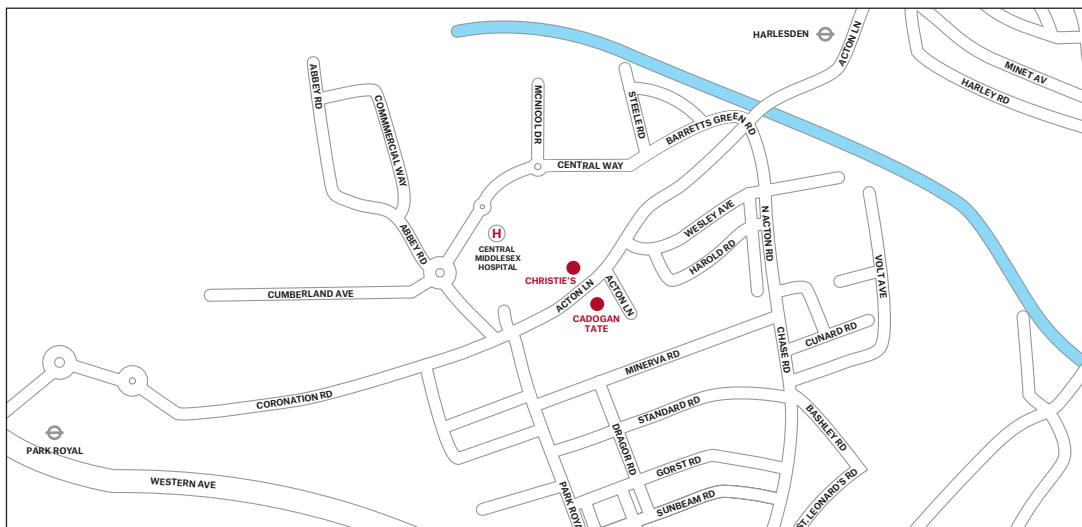 HARLESDEN
ACTON LN
MINET AV
HARLEY RD
ABBEY RD
COMMMERCIAL WAY
MCNICOL DR
STEELE RD
BARRETTS GREEN RD
CENTRAL WAY
ABBEY RD
H
CENTRAL
MIDDLESEX
HOSPITAL
WESLEY AVE
HAROLD RD
N ACTON RD
VOLT AVE
CHRISTIE'S
ACTON LN
ACTON LN
CADOGAN
TATE
CUMBERLAND AVE
MINERVA RD
CHASE RD
CUNARD RD
CORONATION RD
STANDARD RD
BASHLEY RD
DRAGOR RD
PARK ROYAL
GORST RD
WESTERN AVE
PARK ROYAL
SUNBEAM RD
ST. LEONARD'S RD